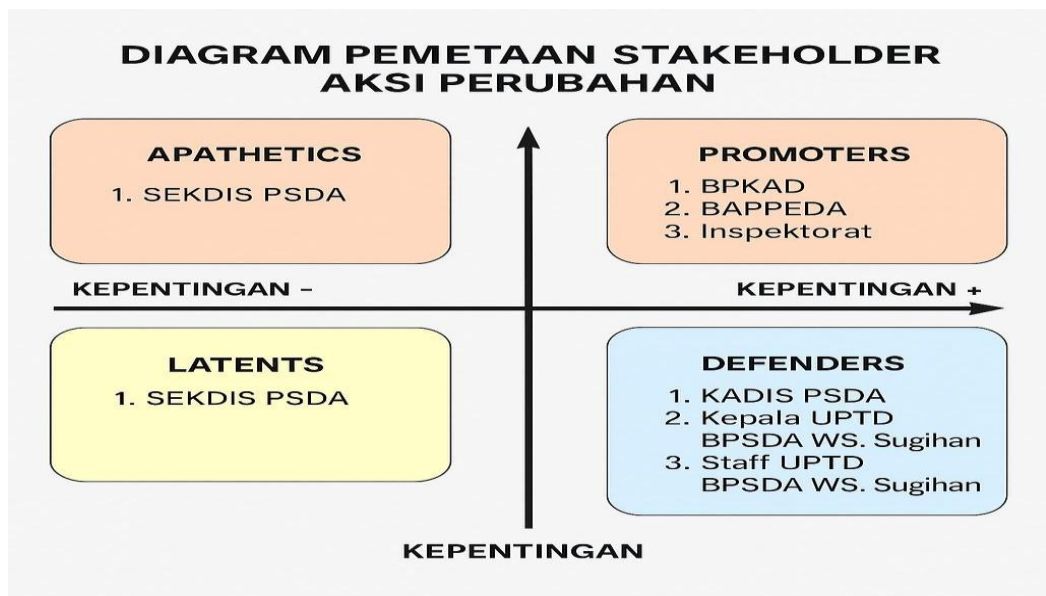 DIAGRAM PEMETAAN STAKEHOLDER
AKSI PERUBAHAN
APATHETICS
1. SEKDIS PSDA
PROMOTERS
1. BPKAD
2. BAPPEDA
3. Inspektorat
KEPENTINGAN –
KEPENTINGAN +
LATENTS
1. SEKDIS PSDA
DEFENDERS
1. KADIS PSDA
2. Kepala UPTD
BPSDA WS. Sugihan
3. Staff UPTD
BPSDA WS. Sugihan
KEPENTINGAN